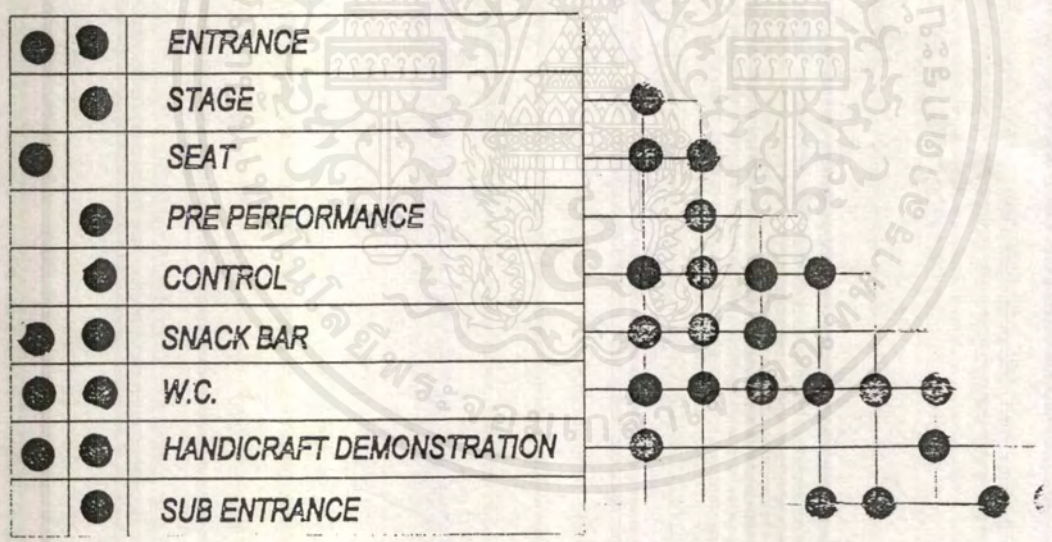 ENTRANCE
STAGE
SEAT
PRE PERFORMANCE
CONTROL
SNACK BAR
W.C.
HANDICRAFT DEMONSTRATION
SUB ENTRANCE